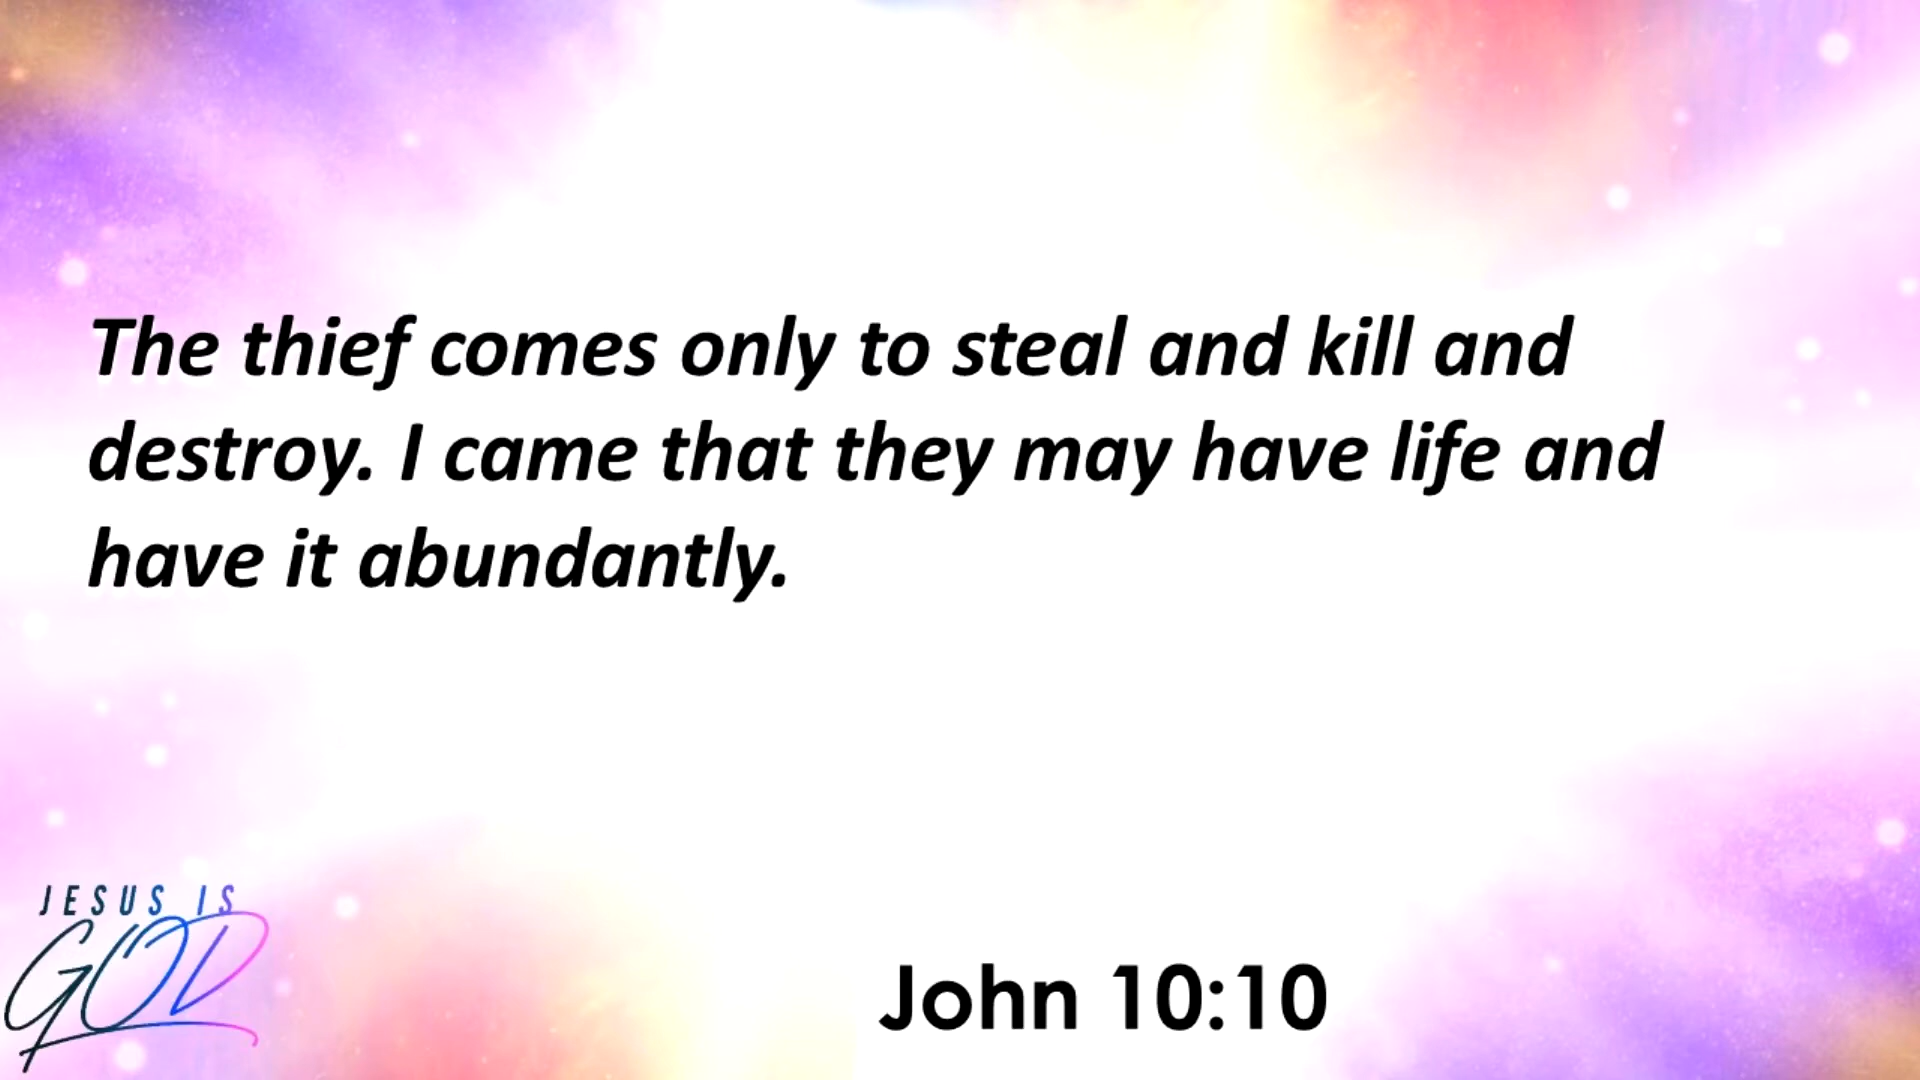 The thief comes only to steal and kill and
destroy. I came that they may have life and
have it abundantly.
JESUS IS
GOD
John 10:10